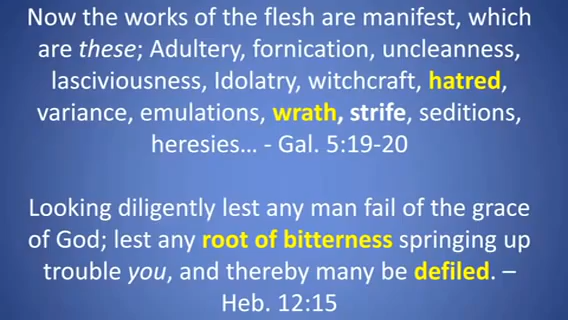 Now the works of the flesh are manifest, which
are these; Adultery, fornication, uncleanness,
lasciviousness, Idolatry, witchcraft, hatred,
variance, emulations, wrath, strife, seditions,
heresies... - Gal. 5:19-20
Looking diligently lest any man fail of the grace
of God; lest any root of bitterness springing up
trouble you, and thereby many be defiled. –
Heb. 12:15